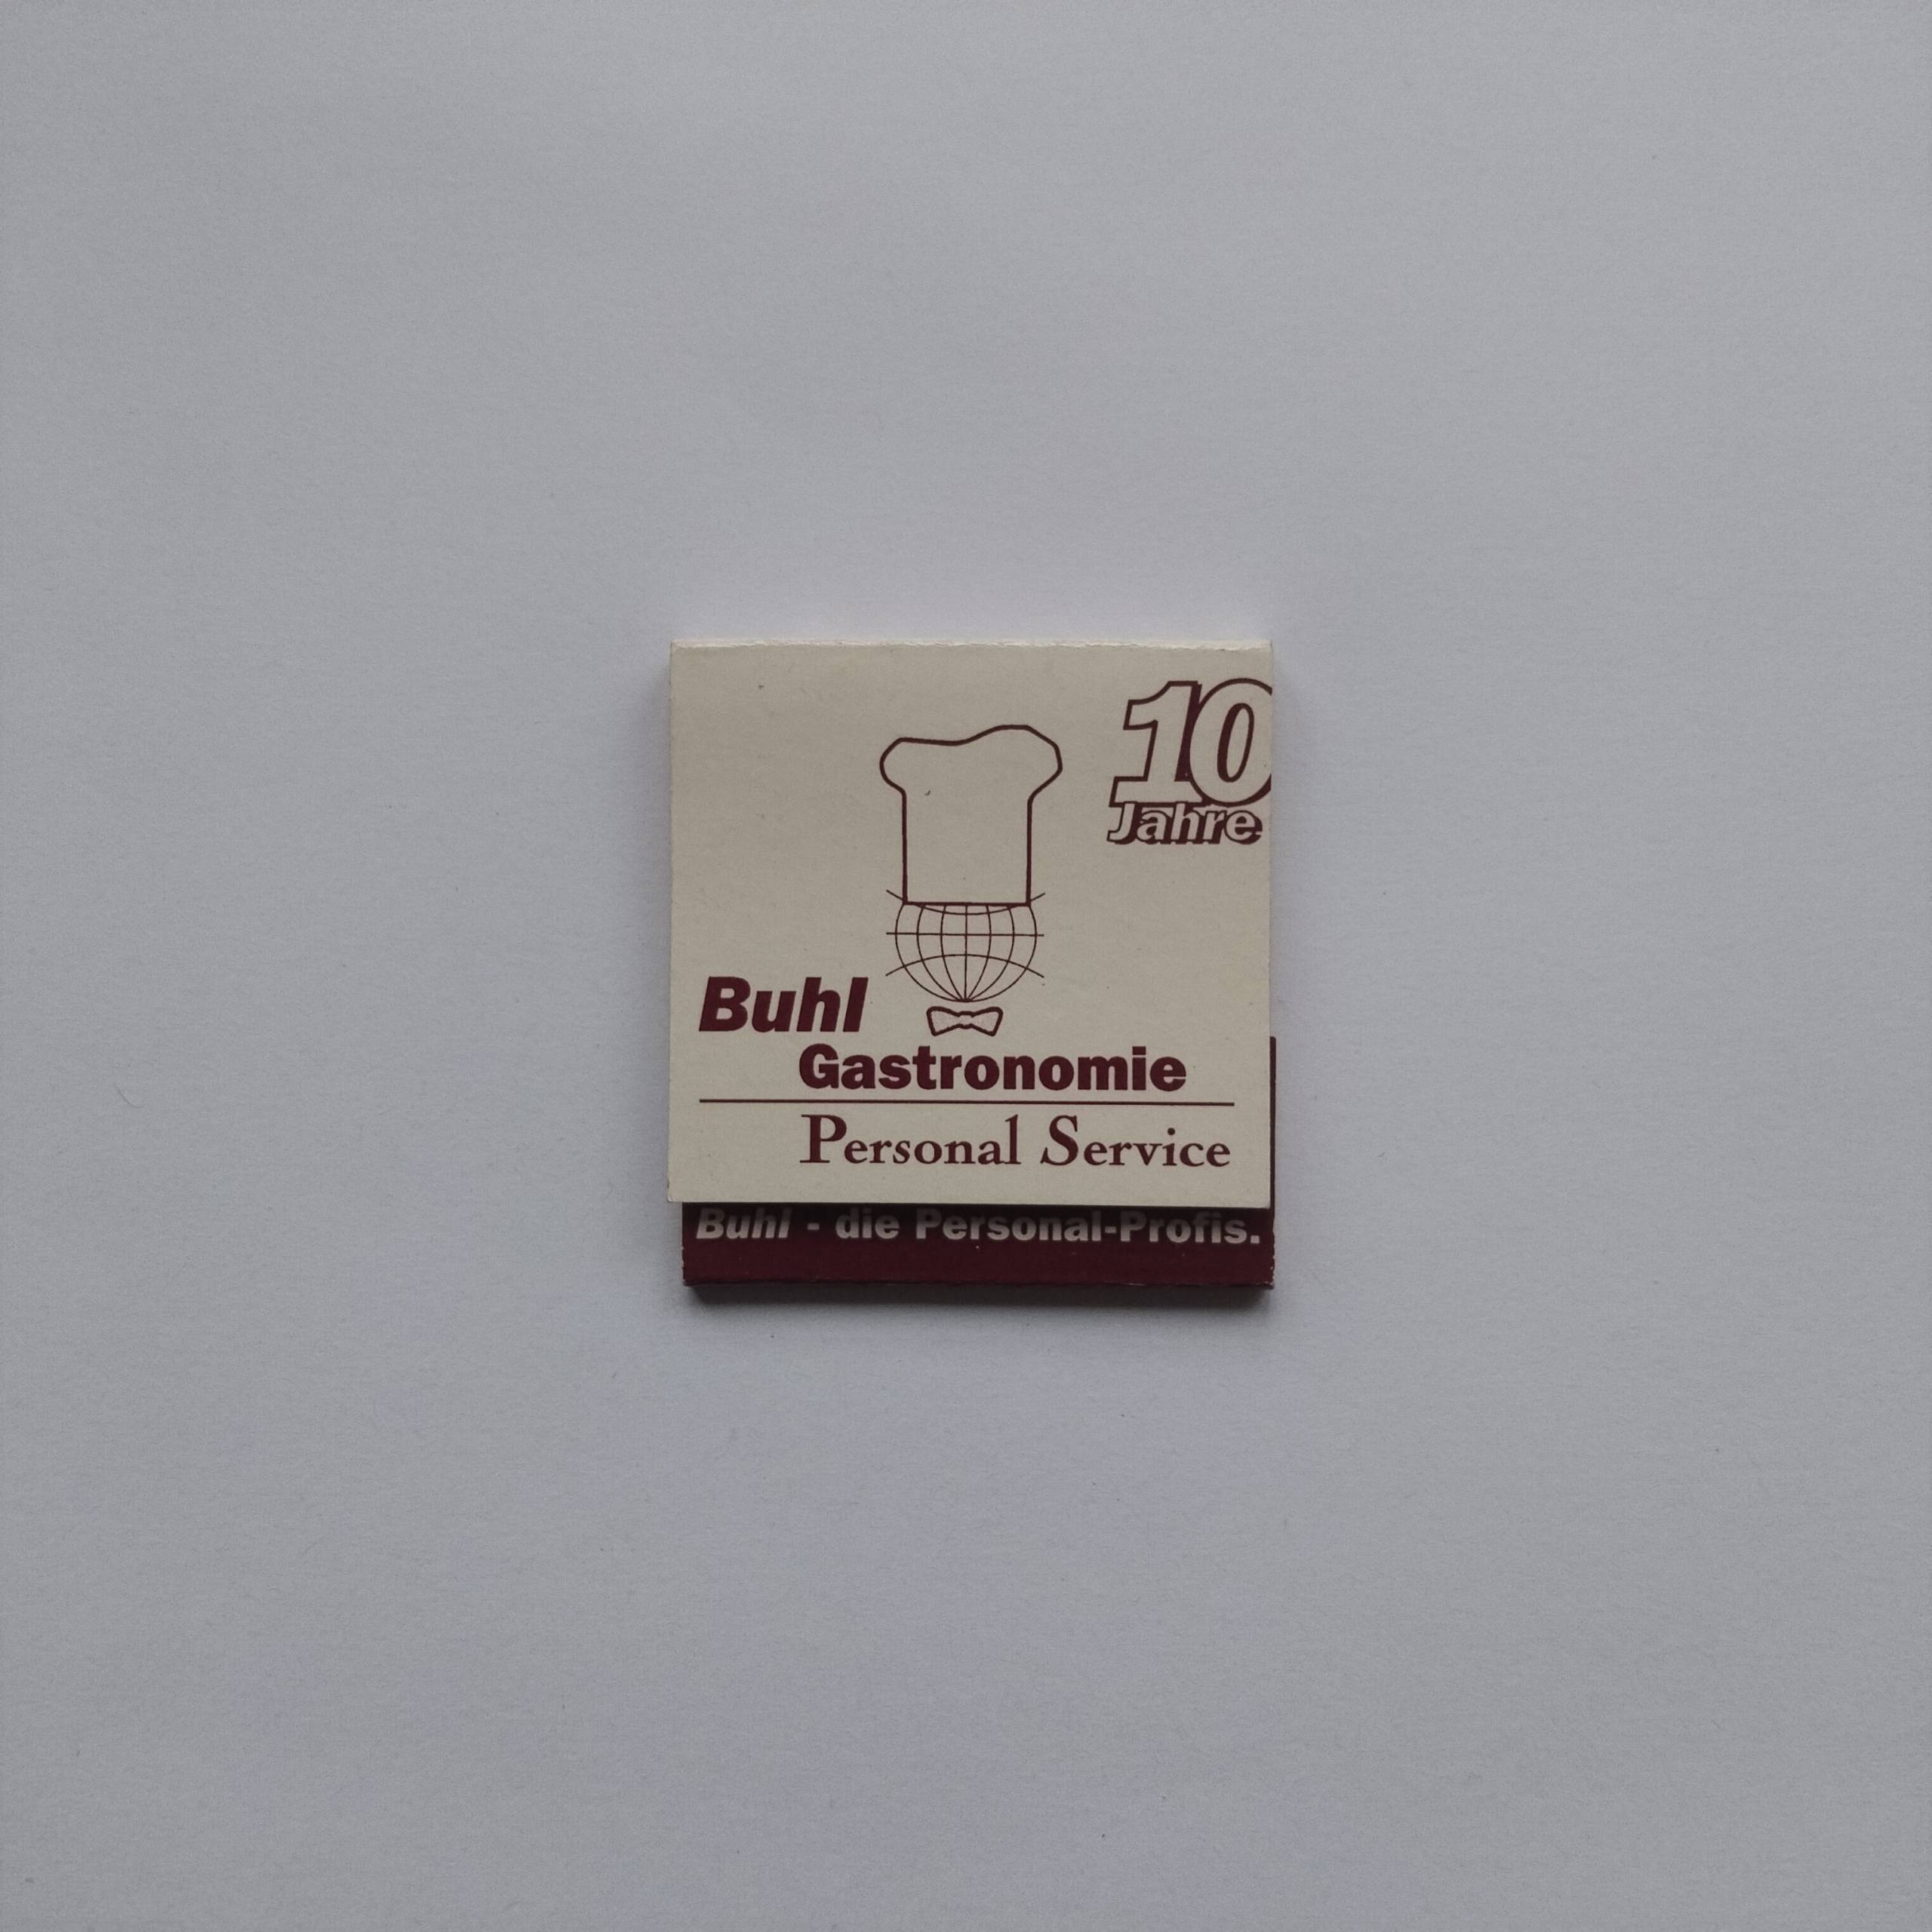 10
Jahre
Buhl
Gastronomie
Personal Service
Buhl - die Personal-Profis.